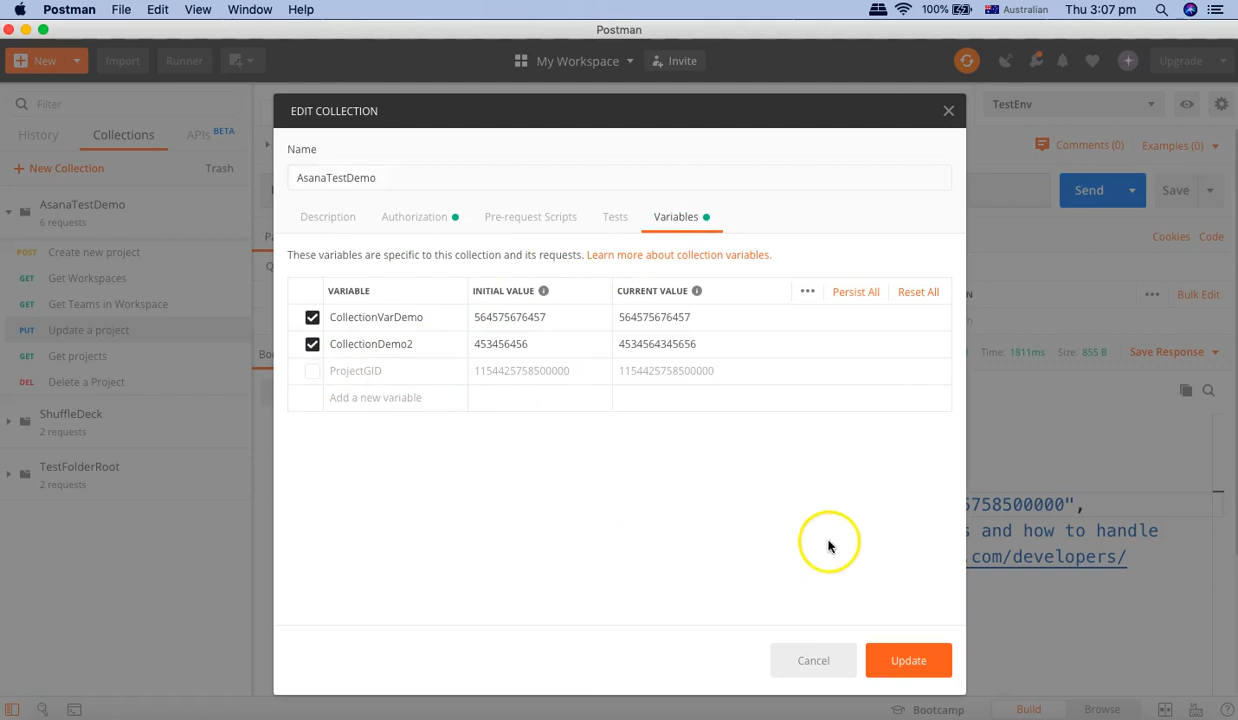 Postman File Edit View Window Help 100% Australian Thu 3:07 pm
Postman
New Import Runner My Workspace Invite Upgrade
Filter
History Collections APIs BETA
New Collection Trash
AsanaTestDemo
6 requests
POST Create new project
GET Get Workspaces
GET Get Teams in Workspace
PUT Update a project
GET Get projects
DEL Delete a Project
ShuffleDeck
2 requests
TestFolderRoot
2 requests
EDIT COLLECTION
Name
AsanaTestDemo
Description Authorization Pre-request Scripts Tests Variables
These variables are specific to this collection and its requests. Learn more about collection variables.
VARIABLE INITIAL VALUE CURRENT VALUE ••• Persist All Reset All
CollectionVarDemo 564575676457 564575676457
CollectionDemo2 453456456 4534564345656
ProjectGID 1154425758500000 1154425758500000
Add a new variable
Cancel Update
TestEnv
Comments (0) Examples (0)
Send Save
Cookies Code
••• Bulk Edit
Time: 1811ms Size: 855 B Save Response
5758500000",
s and how to handle
.com/developers/
Bootcamp Build Browse